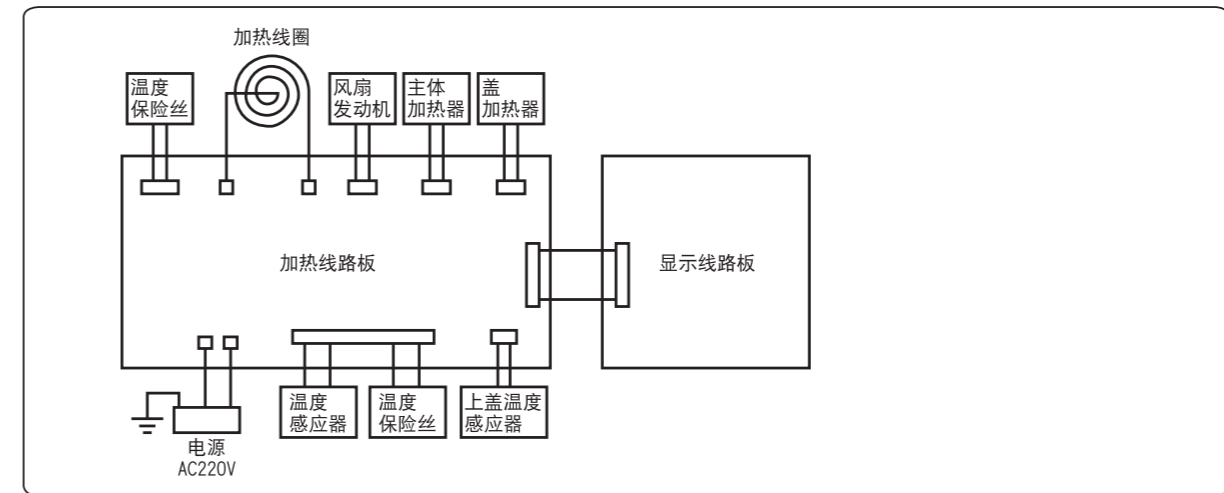 加热线圈
温度
保险丝
风扇
发动机
主体
加热器
盖
加热器
加热线路板
显示线路板
温度
感应器
温度
保险丝
上盖温度
感应器
电源
AC220V